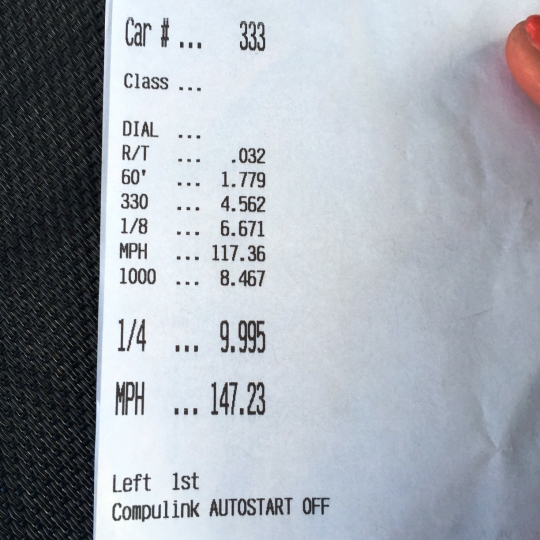 Car # ... 333
Class ...
DIAL ...
R/T ... .032
60' ... 1.779
330 ... 4.562
1/8 ... 6.671
MPH ... 117.36
1000 ... 8.467
1/4 ... 9.995
MPH ... 147.23
Left 1st
Compulink AUTOSTART OFF